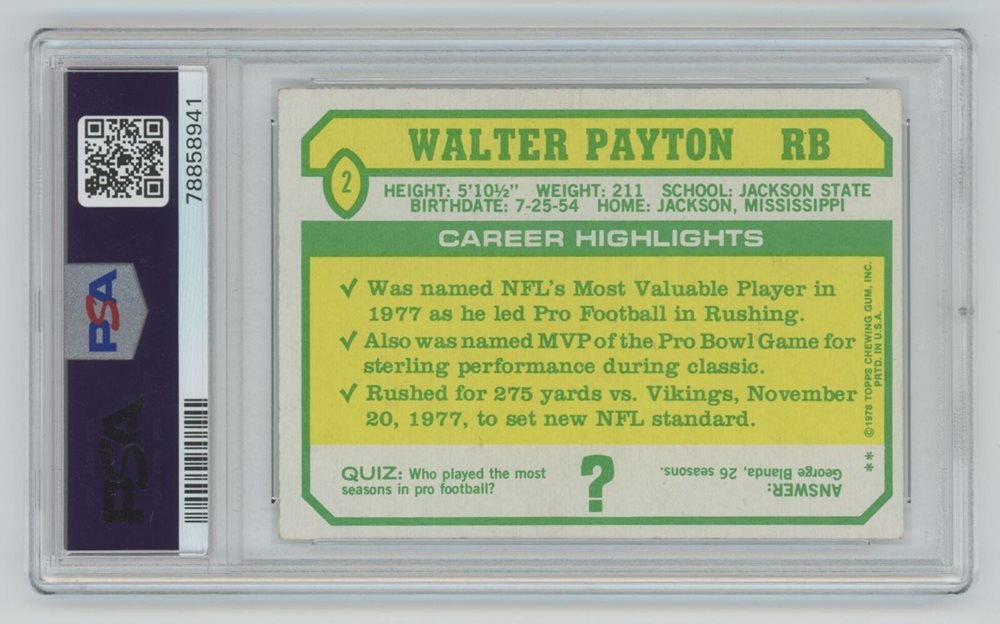 78858941
PSA
PSA
WALTER PAYTON RB
2
HEIGHT: 5'10½" WEIGHT: 211 SCHOOL: JACKSON STATE
BIRTHDATE: 7-25-54 HOME: JACKSON, MISSISSIPPI
CAREER HIGHLIGHTS
✓ Was named NFL's Most Valuable Player in
1977 as he led Pro Football in Rushing.
✓ Also was named MVP of the Pro Bowl Game for
sterling performance during classic.
✓ Rushed for 275 yards vs. Vikings, November
20, 1977, to set new NFL standard.
©1978 TOPPS CHEWING GUM, INC.
PRTD. IN U.S.A.
**
QUIZ: Who played the most
seasons in pro football?
?
ANSWER:
George Blanda, 26 seasons.